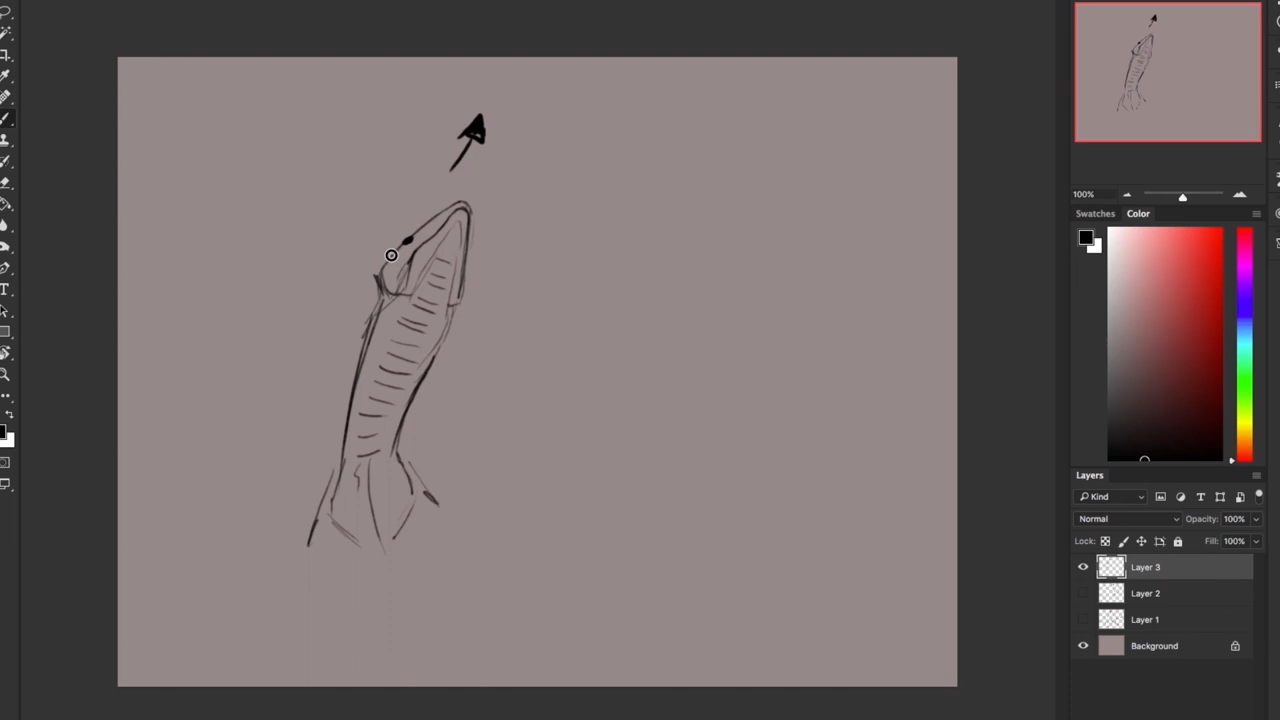 100%
Swatches Color
Layers
Kind
Normal Opacity: 100%
Lock: Fill: 100%
Layer 3
Layer 2
Layer 1
Background